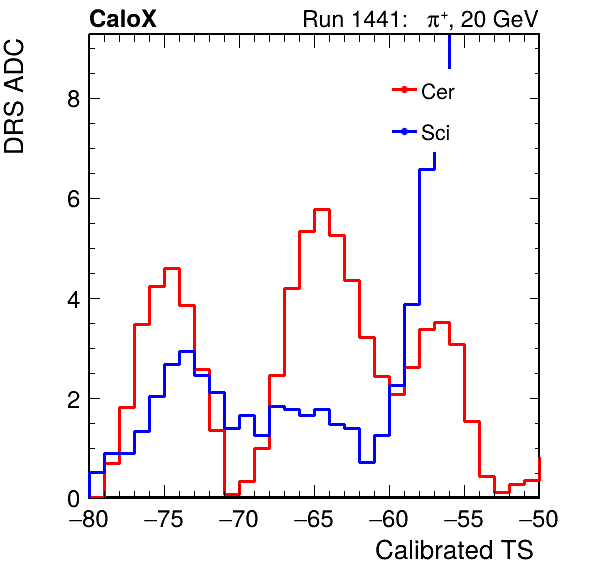 CaloX Run 1441: π⁺, 20 GeV
DRS ADC
8
6
4
2
0
Cer
Sci
−80 −75 −70 −65 −60 −55 −50
Calibrated TS